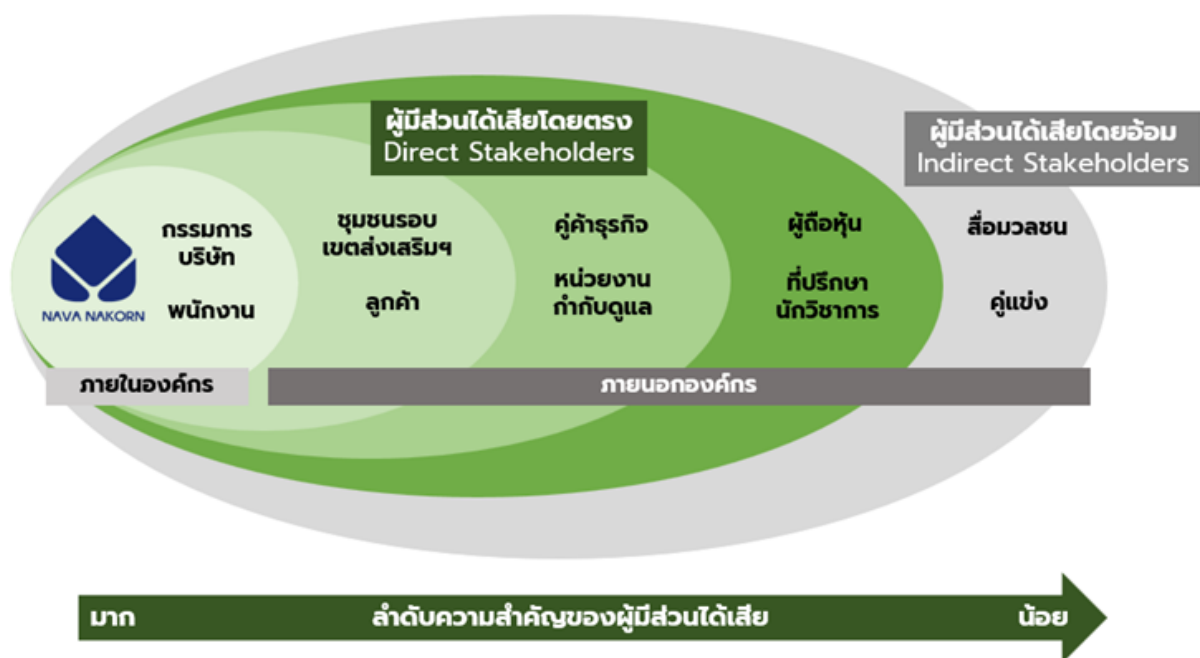 ผู้มีส่วนได้เสียโดยตรง
Direct Stakeholders
ผู้มีส่วนได้เสียโดยอ้อม
Indirect Stakeholders
NAVA NAKORN
กรรมการ
บริษัท
พนักงาน
ชุมชนรอบ
เขตส่งเสริมฯ
ลูกค้า
คู่ค้าธุรกิจ
หน่วยงาน
กำกับดูแล
ผู้ถือหุ้น
ที่ปรึกษา
นักวิชาการ
สื่อมวลชน
คู่แข่ง
ภายในองค์กร
ภายนอกองค์กร
มาก
ลำดับความสำคัญของผู้มีส่วนได้เสีย
น้อย